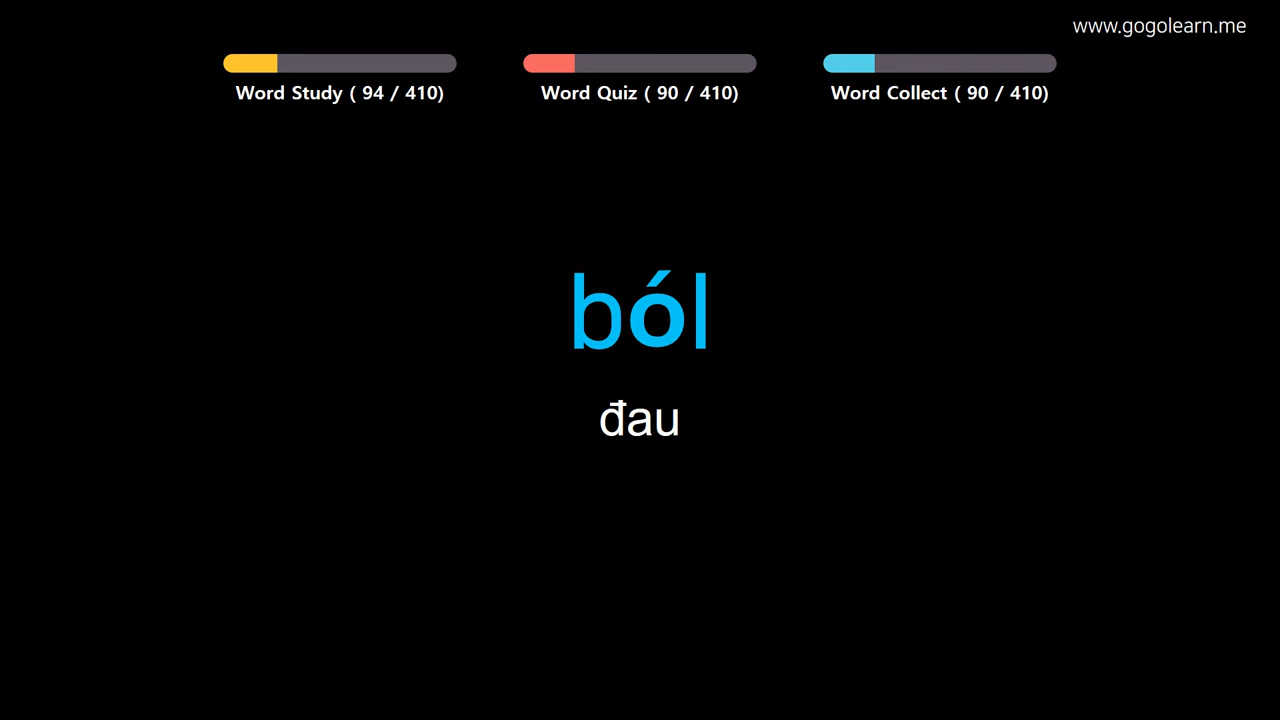 www.gogolearn.me
Word Study ( 94 / 410)
Word Quiz ( 90 / 410)
Word Collect ( 90 / 410)
ból
đau